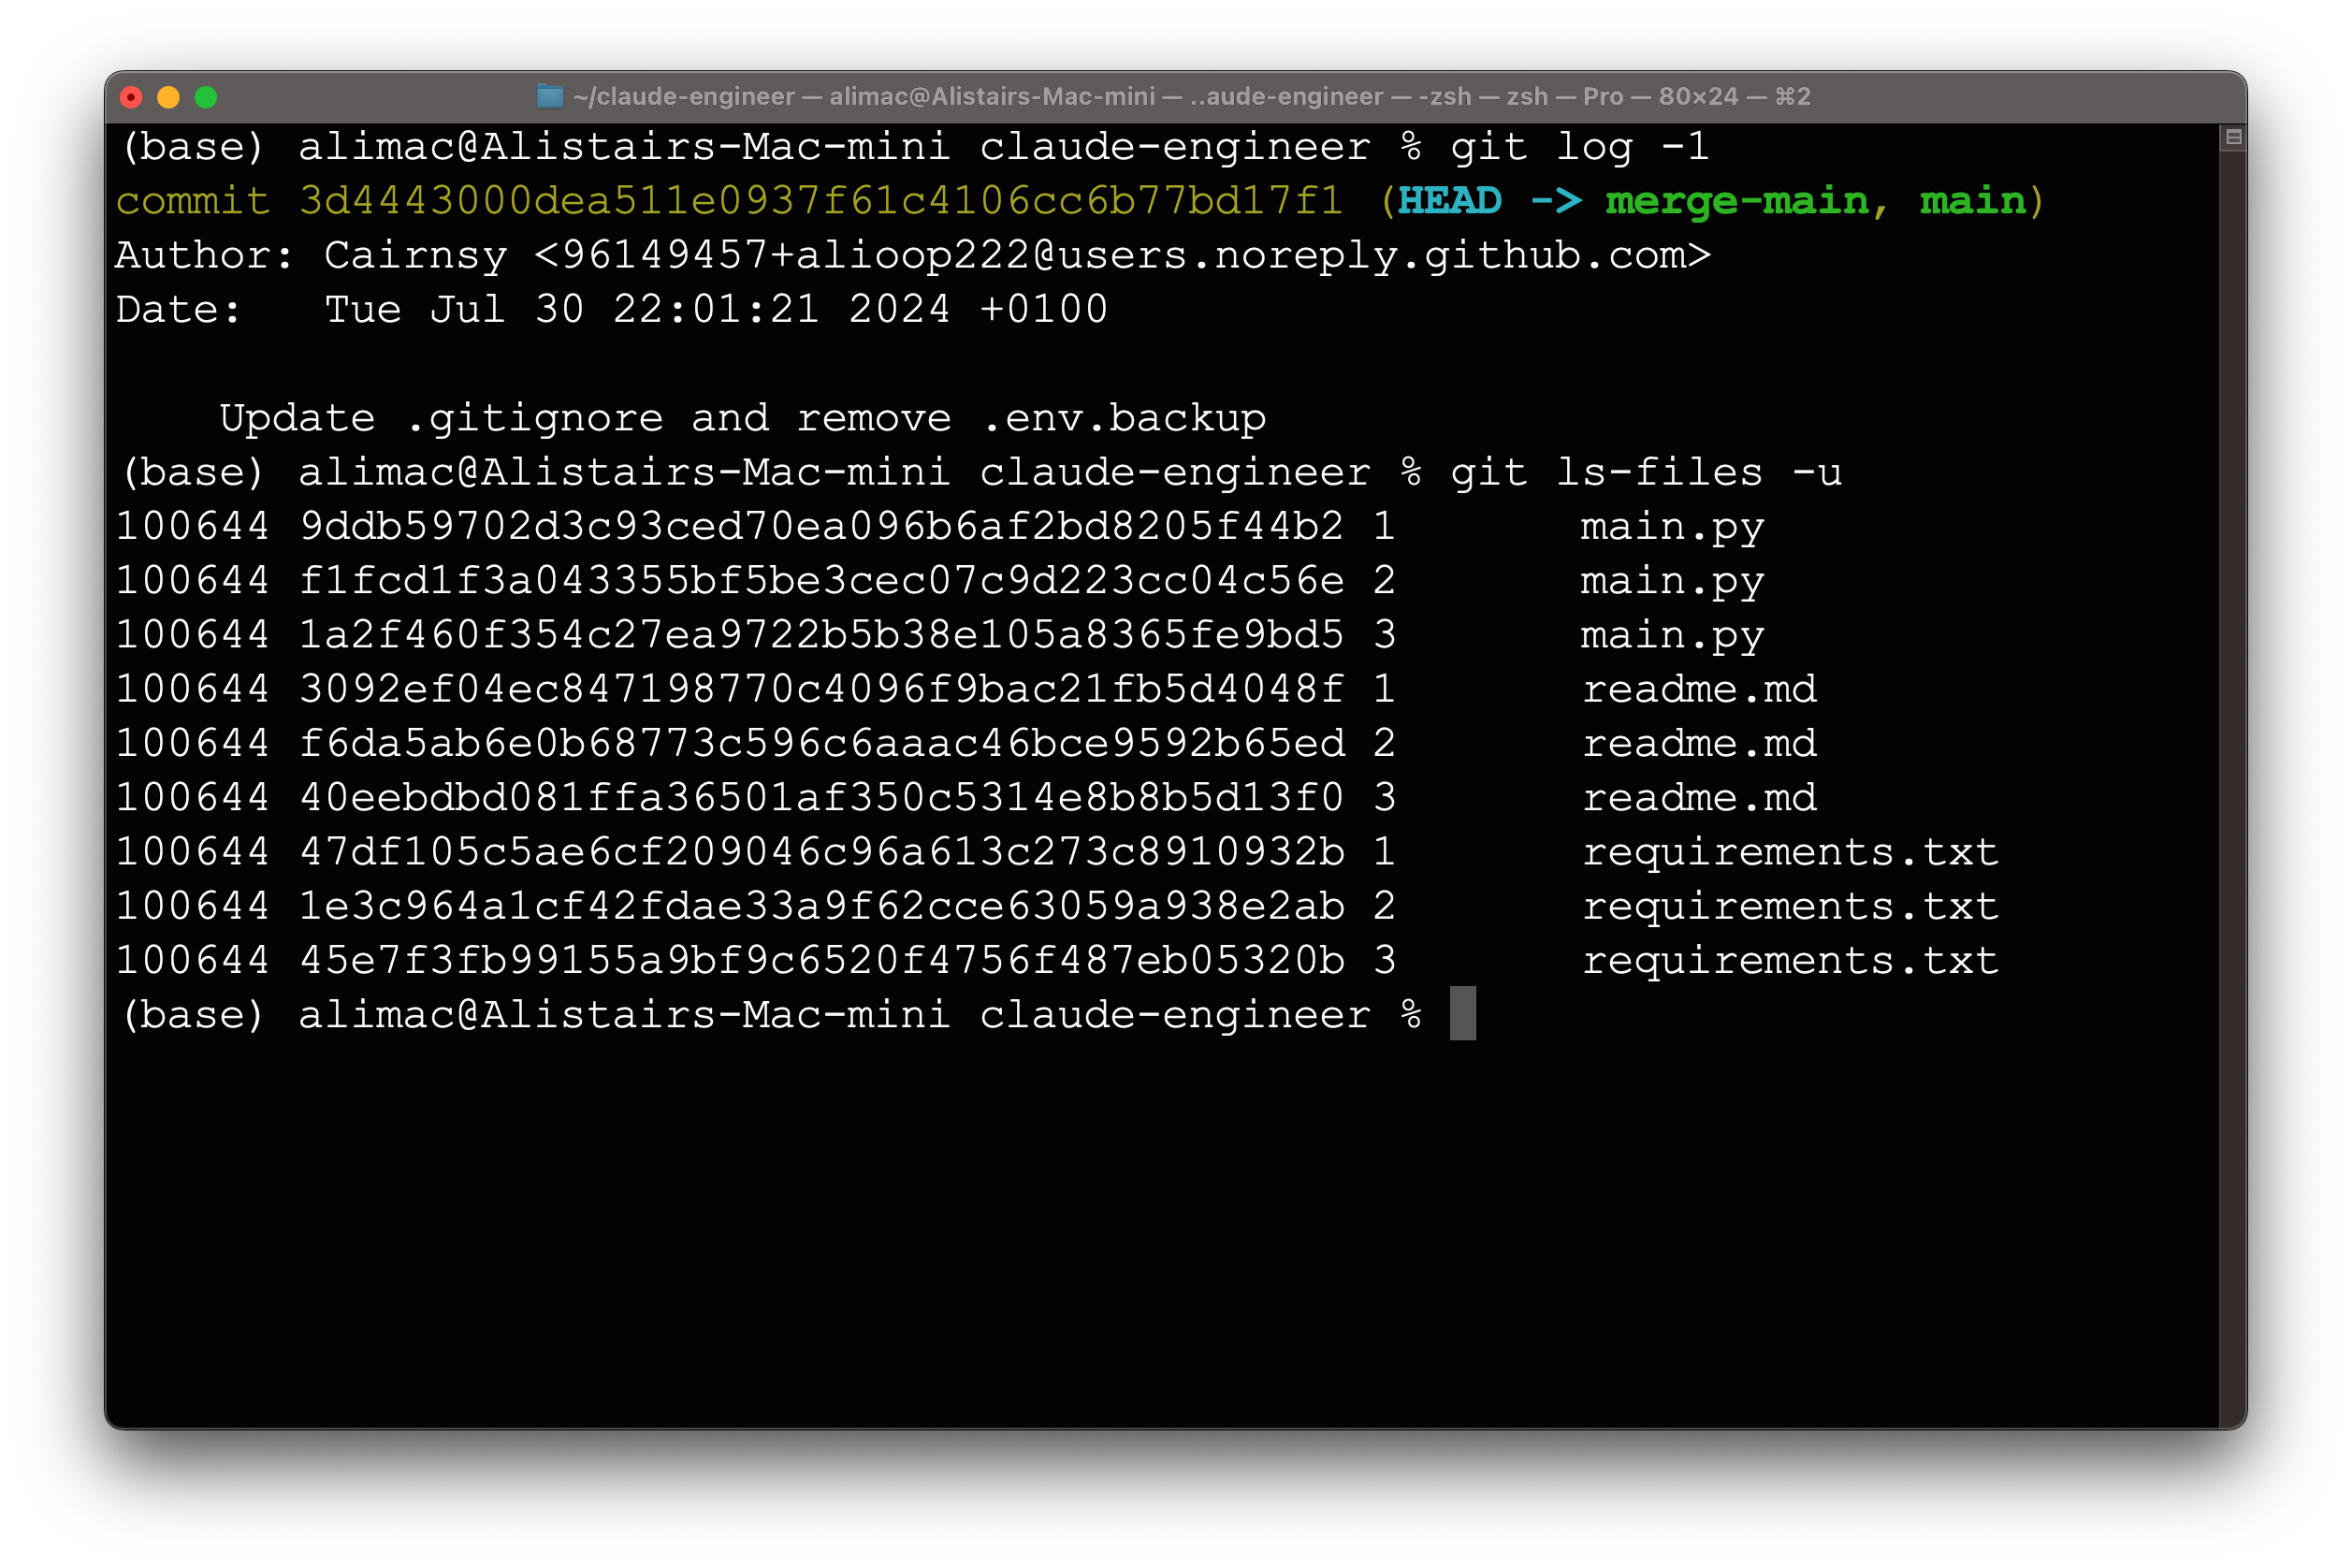 ~/claude-engineer — alimac@Alistairs-Mac-mini — ..aude-engineer — -zsh — zsh — Pro — 80×24 — ⌘2
(base) alimac@Alistairs-Mac-mini claude-engineer % git log -1
commit 3d4443000dea511e0937f61c4106cc6b77bd17f1 (HEAD -> merge-main, main)
Author: Cairnsy <96149457+alioop222@users.noreply.github.com>
Date:   Tue Jul 30 22:01:21 2024 +0100

    Update .gitignore and remove .env.backup
(base) alimac@Alistairs-Mac-mini claude-engineer % git ls-files -u
100644 9ddb59702d3c93ced70ea096b6af2bd8205f44b2 1       main.py
100644 f1fcd1f3a043355bf5be3cec07c9d223cc04c56e 2       main.py
100644 1a2f460f354c27ea9722b5b38e105a8365fe9bd5 3       main.py
100644 3092ef04ec847198770c4096f9bac21fb5d4048f 1       readme.md
100644 f6da5ab6e0b68773c596c6aaac46bce9592b65ed 2       readme.md
100644 40eebdbd081ffa36501af350c5314e8b8b5d13f0 3       readme.md
100644 47df105c5ae6cf209046c96a613c273c8910932b 1       requirements.txt
100644 1e3c964a1cf42fdae33a9f62cce63059a938e2ab 2       requirements.txt
100644 45e7f3fb99155a9bf9c6520f4756f487eb05320b 3       requirements.txt
(base) alimac@Alistairs-Mac-mini claude-engineer %